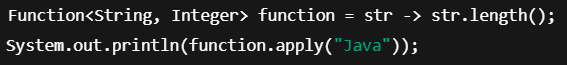 Function<String, Integer> function = str -> str.length();
System.out.println(function.apply("Java"));